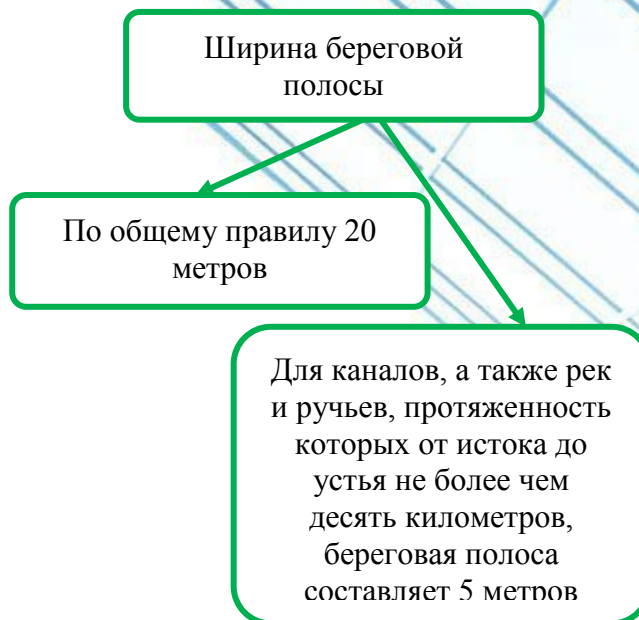 Ширина береговой
полосы
По общему правилу 20
метров
Для каналов, а также рек
и ручьев, протяженность
которых от истока до
устья не более чем
десять километров,
береговая полоса
составляет 5 метров